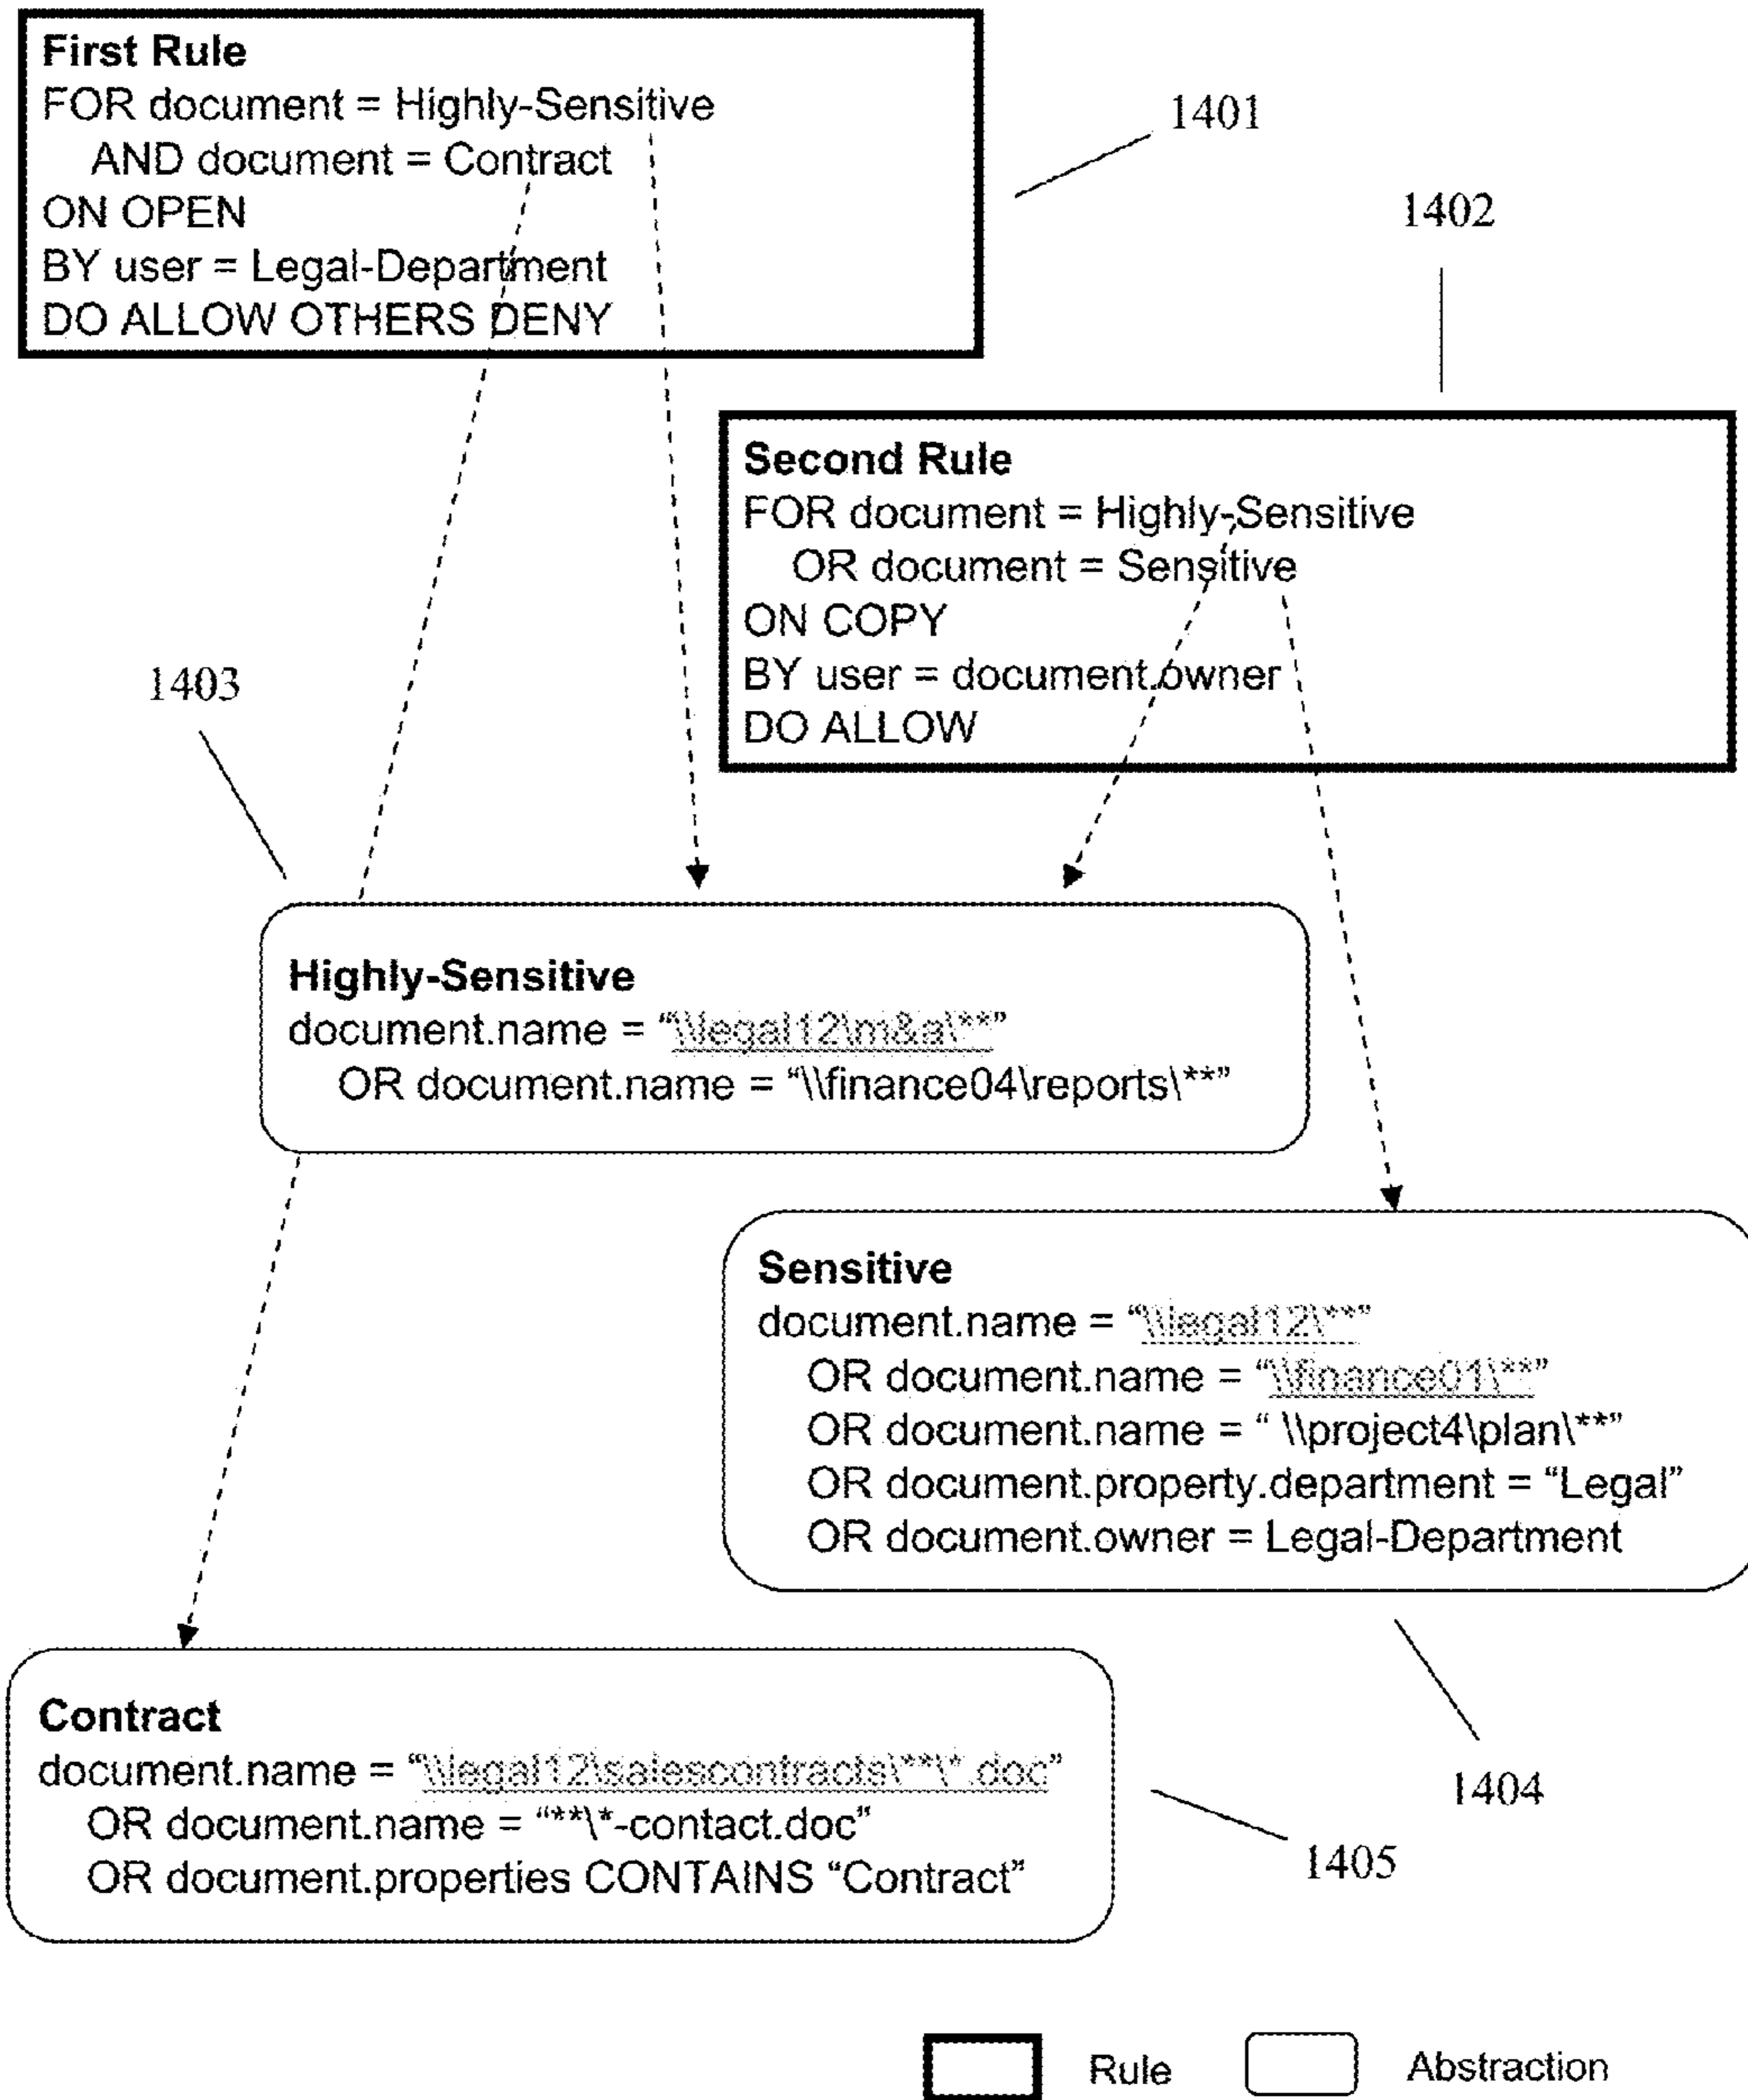 First Rule
FOR document = Highly-Sensitive
AND document = Contract
ON OPEN
BY user = Legal-Department
DO ALLOW OTHERS DENY
1401
1402
Second Rule
FOR document = Highly-Sensitive
OR document = Sensitive
ON COPY
BY user = document.owner
DO ALLOW
1403
Highly-Sensitive
document.name = “\\legal12\m&a\**”
OR document.name = “\\finance04\reports\**”
Sensitive
document.name = “\\legal12\**”
OR document.name = “\\finance01\**”
OR document.name = “ \\project4\plan\**”
OR document.property.department = “Legal”
OR document.owner = Legal-Department
1404
Contract
document.name = “\\legal12\salescontracts\**\*.doc”
OR document.name = “**\*-contact.doc”
OR document.properties CONTAINS “Contract”
1405
Rule
Abstraction